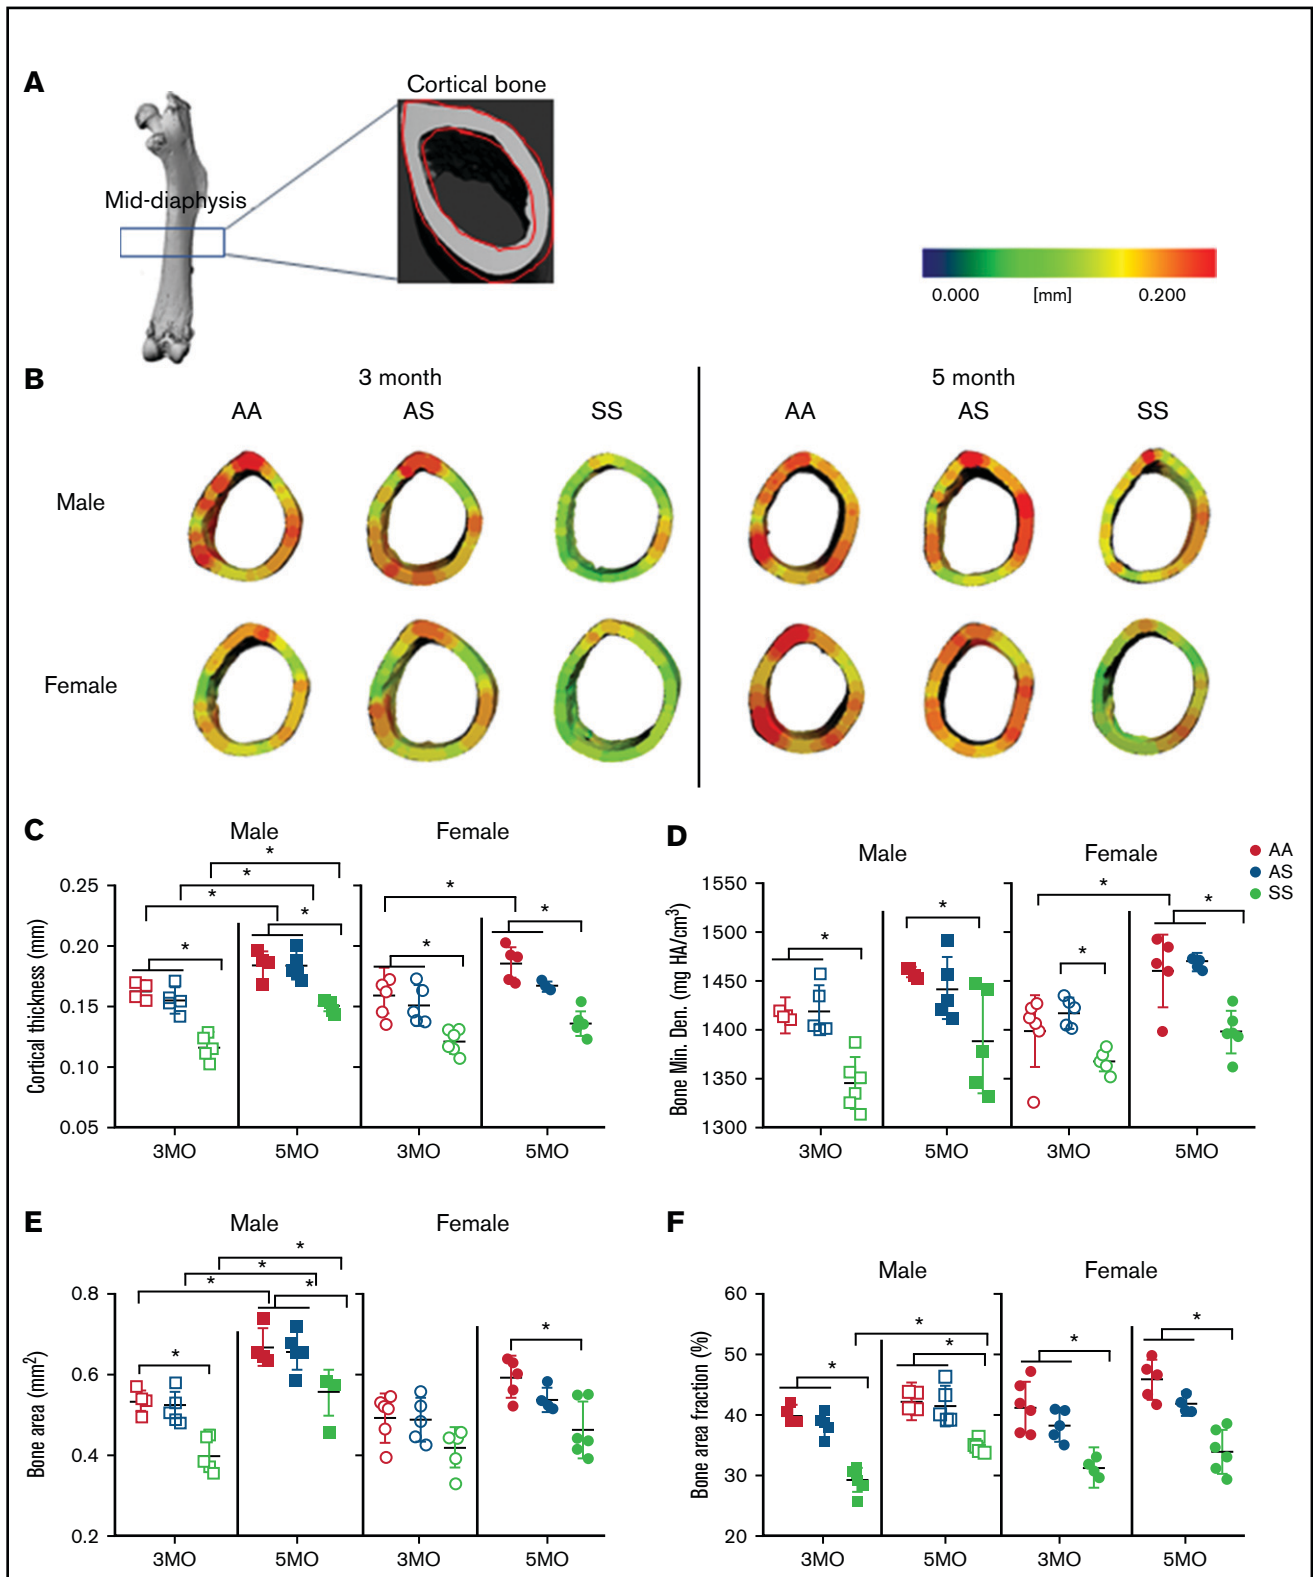 A
Cortical bone
Mid-diaphysis
0.000 [mm] 0.200
B
3 month 5 month
AA AS SS AA AS SS
Male
Female
C
Male Female
* * * * * * * *
Cortical thickness (mm)
0.25
0.20
0.15
0.10
0.05
3MO 5MO 3MO 5MO
D
Male Female
AA
AS
SS
* * * * *
Bone Min. Den. (mg HA/cm³)
1550
1500
1450
1400
1350
1300
3MO 5MO 3MO 5MO
E
Male Female
* * * * * *
Bone area (mm²)
0.8
0.6
0.4
0.2
3MO 5MO 3MO 5MO
F
Male Female
* * * * *
Bone area fraction (%)
60
50
40
30
20
3MO 5MO 3MO 5MO